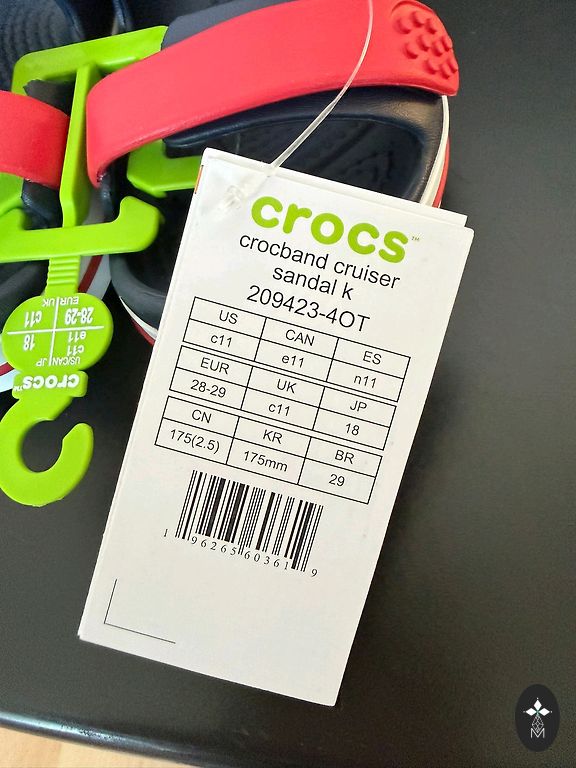 crocs™
crocband cruiser
sandal k
209423-4OT
US CAN ES
c11 e11 n11
EUR UK JP
28-29 c11 18
CN KR BR
175(2.5) 175mm 29
1 96265 60361 9
crocs™
US/CAN JP
c11
e11 18
28-29 c11
EUR UK
M